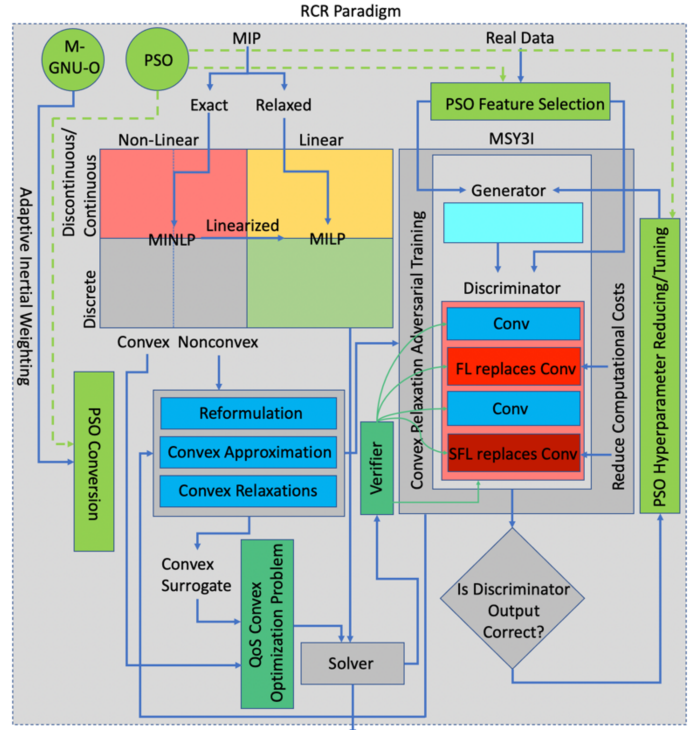 RCR Paradigm
M-
GNU-O
PSO
MIP
Real Data
Exact
Relaxed
PSO Feature Selection
Non-Linear
Linear
MSY3I
Discontinuous/
Continuous
Generator
Adaptive Inertial Weighting
Linearized
MINLP
MILP
Discrete
Convex Relaxation Adversarial Training
Discriminator
Conv
FL replaces Conv
Conv
SFL replaces Conv
Reduce Computational Costs
PSO Hyperparameter Reducing/Tuning
Convex
Nonconvex
PSO Conversion
Reformulation
Convex Approximation
Convex Relaxations
Verifier
Convex
Surrogate
QoS Convex
Optimization Problem
Solver
Is Discriminator
Output
Correct?